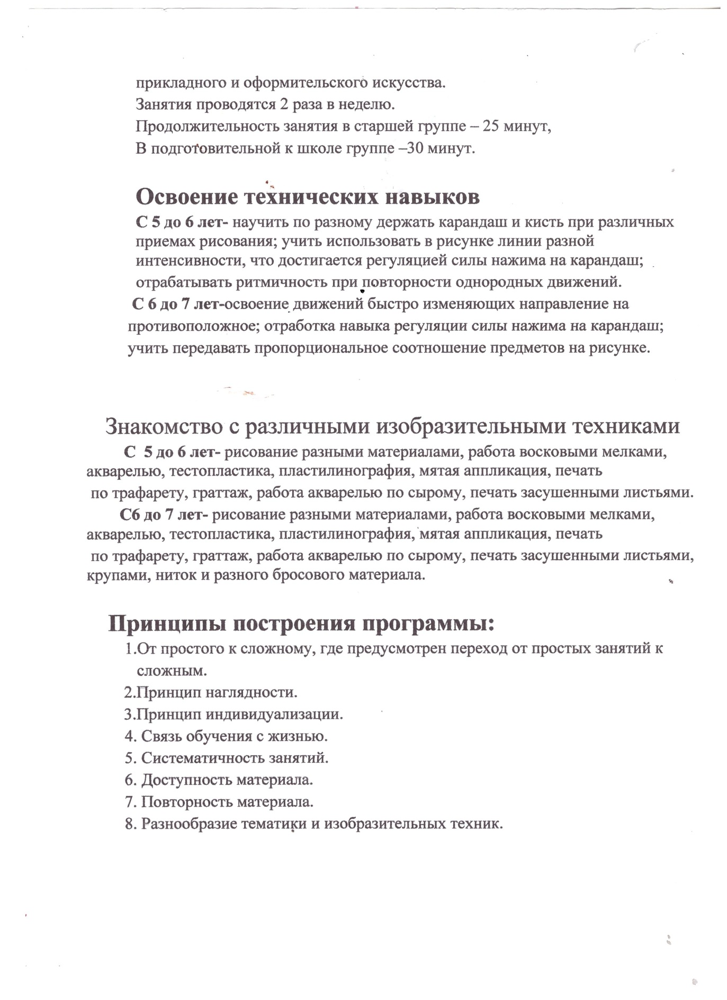 прикладного и оформительского искусства.
Занятия проводятся 2 раза в неделю.
Продолжительность занятия в старшей группе – 25 минут,
В подготовительной к школе группе –30 минут.
Освоение технических навыков
С 5 до 6 лет- научить по разному держать карандаш и кисть при различных
приемах рисования; учить использовать в рисунке линии разной
интенсивности, что достигается регуляцией силы нажима на карандаш;
отрабатывать ритмичность при повторности однородных движений.
С 6 до 7 лет-освоение движений быстро изменяющих направление на
противоположное; отработка навыка регуляции силы нажима на карандаш;
учить передавать пропорциональное соотношение предметов на рисунке.
Знакомство с различными изобразительными техниками
С 5 до 6 лет- рисование разными материалами, работа восковыми мелками,
акварелью, тестопластика, пластилинография, мятая аппликация, печать
по трафарету, граттаж, работа акварелью по сырому, печать засушенными листьями.
С6 до 7 лет- рисование разными материалами, работа восковыми мелками,
акварелью, тестопластика, пластилинография, мятая аппликация, печать
по трафарету, граттаж, работа акварелью по сырому, печать засушенными листьями,
крупами, ниток и разного бросового материала.
Принципы построения программы:
1.От простого к сложному, где предусмотрен переход от простых занятий к
сложным.
2.Принцип наглядности.
3.Принцип индивидуализации.
4. Связь обучения с жизнью.
5. Систематичность занятий.
6. Доступность материала.
7. Повторность материала.
8. Разнообразие тематики и изобразительных техник.